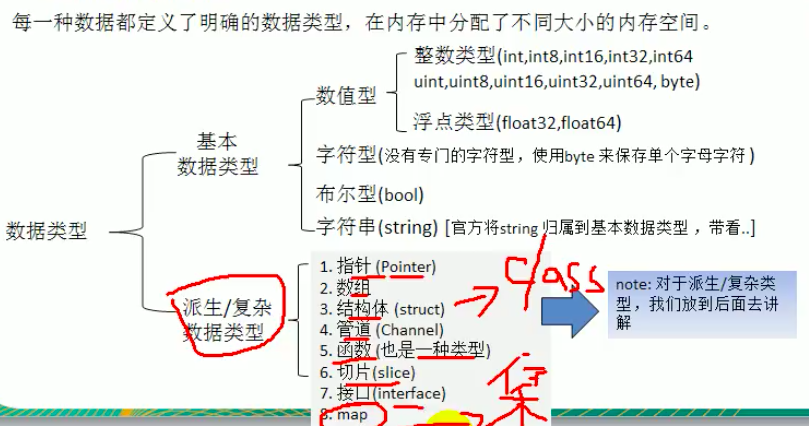 每一种数据都定义了明确的数据类型，在内存中分配了不同大小的内存空间。
整数类型(int,int8,int16,int32,int64
uint,uint8,uint16,uint32,uint64, byte)
数值型
浮点类型(float32,float64)
基本
数据类型
字符型(没有专门的字符型，使用byte 来保存单个字母字符)
布尔型(bool)
字符串(string) [官方将string 归属到基本数据类型，带看..]
数据类型
派生/复杂
数据类型
1. 指针 (Pointer)
2. 数组
3. 结构体 (struct)
4. 管道 (Channel)
5. 函数 (也是一种类型)
6. 切片(slice)
7. 接口(interface)
8. map
class
集
note: 对于派生/复杂类
型，我们放到后面去讲
解